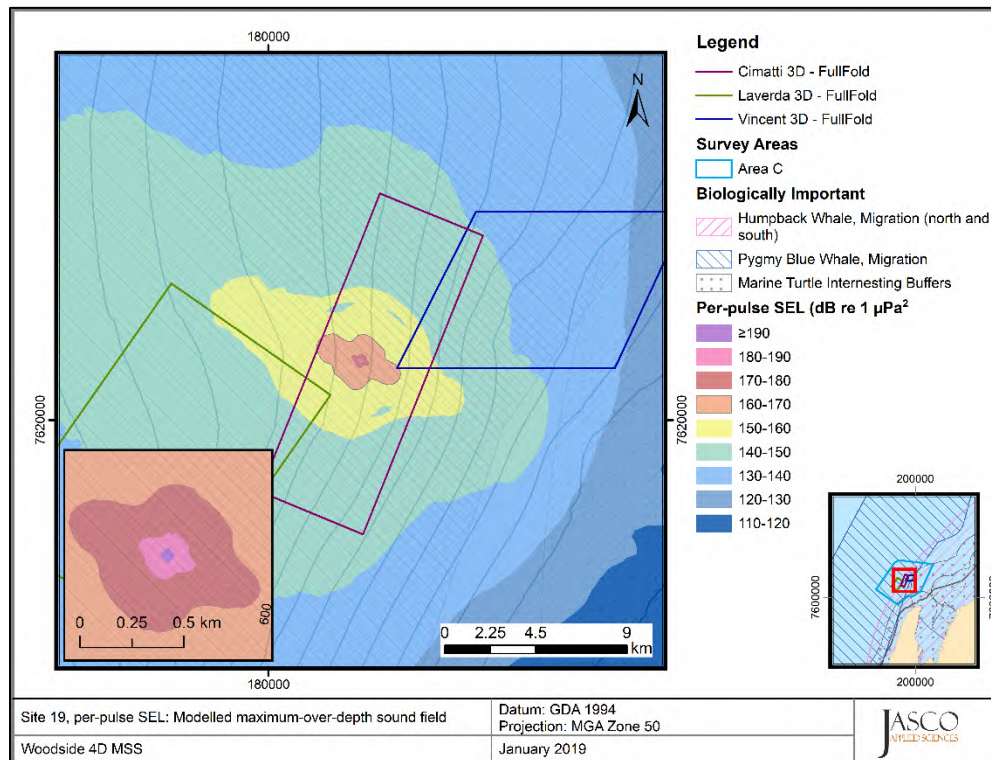 180000
N
7620000
7620000
0 0.25 0.5 km
600
0 2.25 4.5 9
km
180000
Legend
Cimatti 3D - FullFold
Laverda 3D - FullFold
Vincent 3D - FullFold
Survey Areas
Area C
Biologically Important
Humpback Whale, Migration (north and
south)
Pygmy Blue Whale, Migration
Marine Turtle Internesting Buffers
Per-pulse SEL (dB re 1 µPa²
≥190
180-190
170-180
160-170
150-160
140-150
130-140
120-130
110-120
200000
7600000
200000
Site 19, per-pulse SEL: Modelled maximum-over-depth sound field
Datum: GDA 1994
Projection: MGA Zone 50
Woodside 4D MSS
January 2019
JASCO
APPLIED SCIENCES